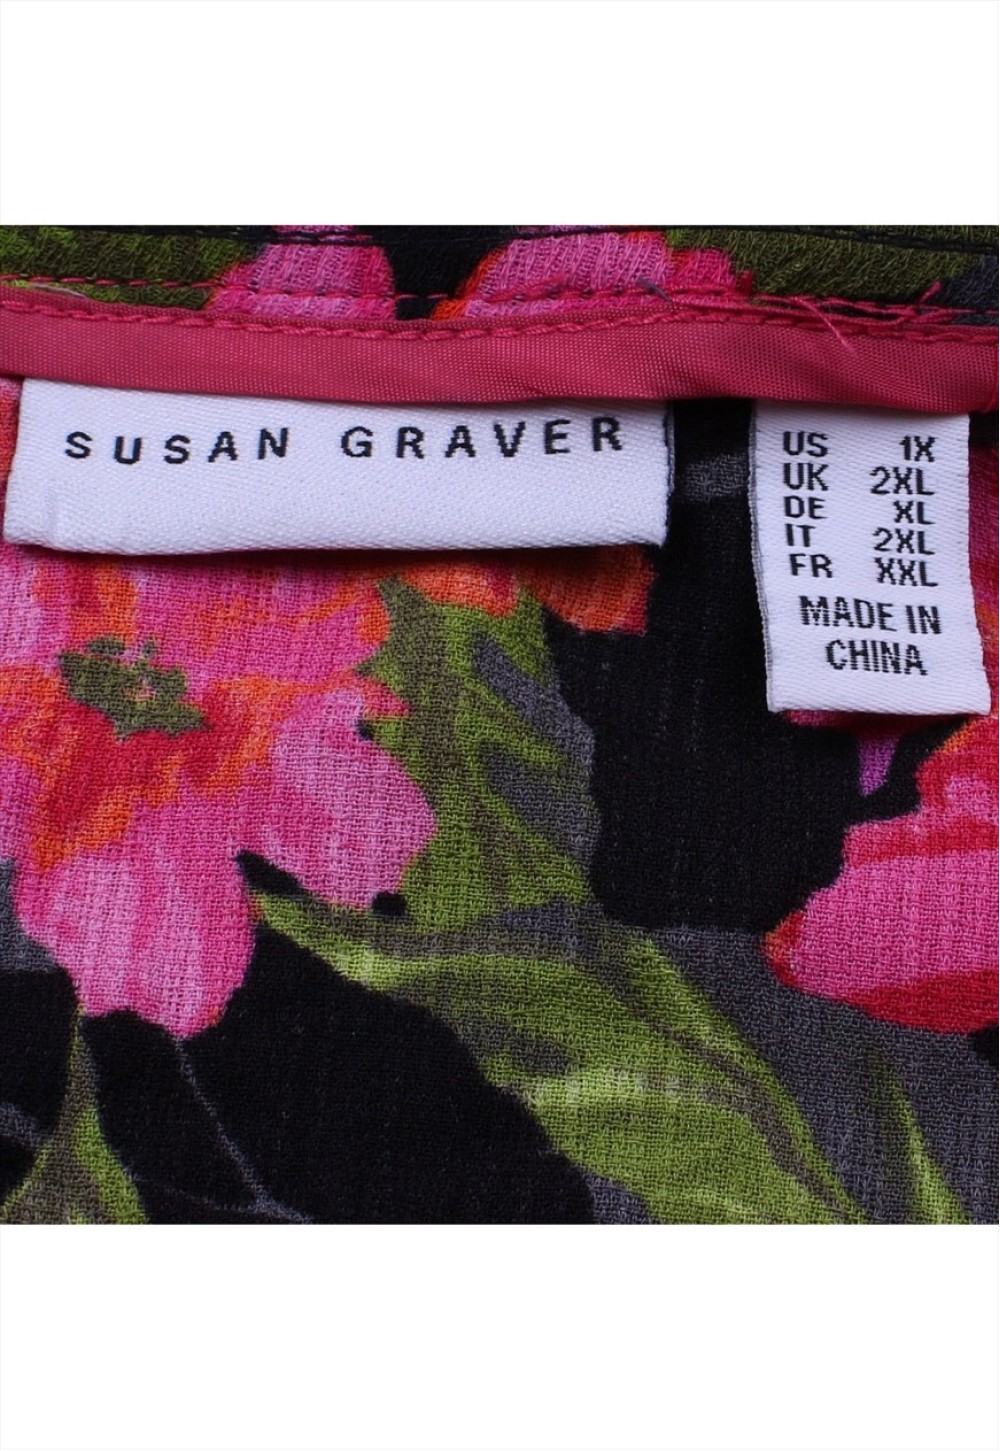 SUSAN GRAVER
US 1X
UK 2XL
DE XL
IT 2XL
FR XXL
MADE IN
CHINA